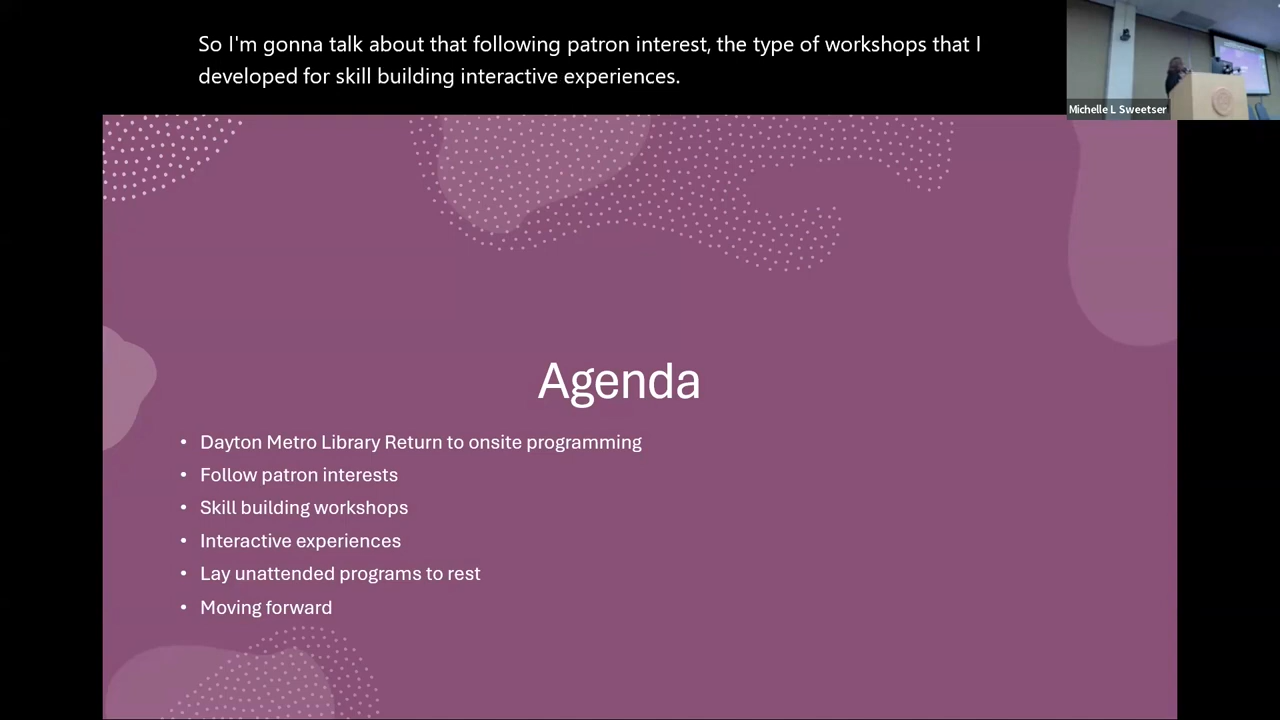 So I'm gonna talk about that following patron interest, the type of workshops that I
developed for skill building interactive experiences.
Michelle L Sweetser
Agenda
• Dayton Metro Library Return to onsite programming
• Follow patron interests
• Skill building workshops
• Interactive experiences
• Lay unattended programs to rest
• Moving forward